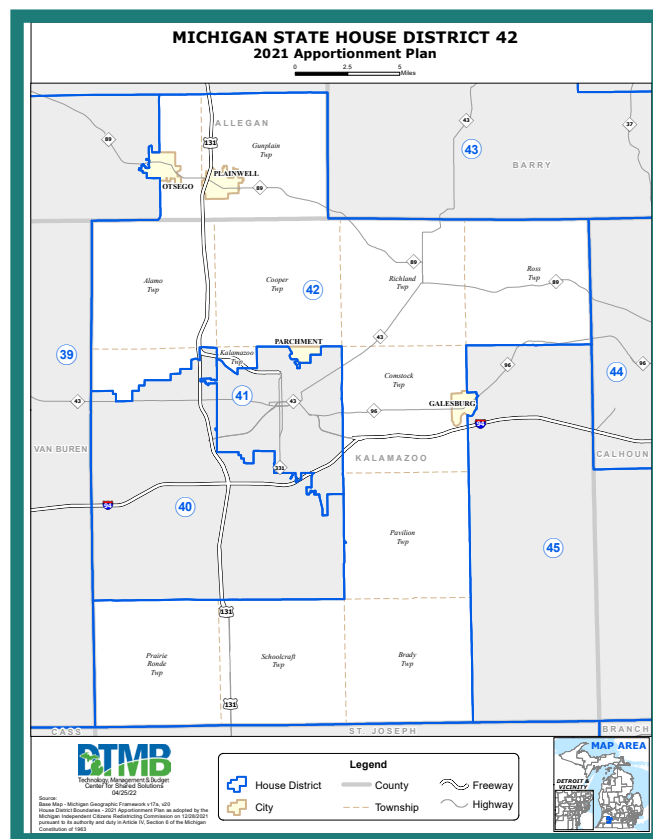 MICHIGAN STATE HOUSE DISTRICT 42
2021 Apportionment Plan
0 2.5 5
Miles
ALLEGAN
43
37
89
131
Gunplain
Twp
43
BARRY
OTSEGO
PLAINWELL
89
Alamo
Twp
Cooper
Twp
42
Richland
Twp
89
Ross
Twp
89
39
PARCHMENT
Kalamazoo
Twp
43
96
96
44
41
Comstock
Twp
43
43
96
GALESBURG
94
VAN BUREN
KALAMAZOO
CALHOUN
331
94
40
Pavilion
Twp
45
131
Prairie
Ronde
Twp
Schoolcraft
Twp
Brady
Twp
131
CASS
ST. JOSEPH
BRANCH
DTMB
Technology, Management & Budget
Center for Shared Solutions
04/25/22
Source:
Base Map - Michigan Geographic Framework v17a, v20
House District Boundaries - 2021 Apportionment Plan as adopted by the
Michigan Independent Citizens Redistricting Commission on 12/28/2021
pursuant to its authority and duty in Article IV, Section 6 of the Michigan
Constitution of 1963
Legend
House District
County
Freeway
City
Township
Highway
MAP AREA
DETROIT &
VICINITY